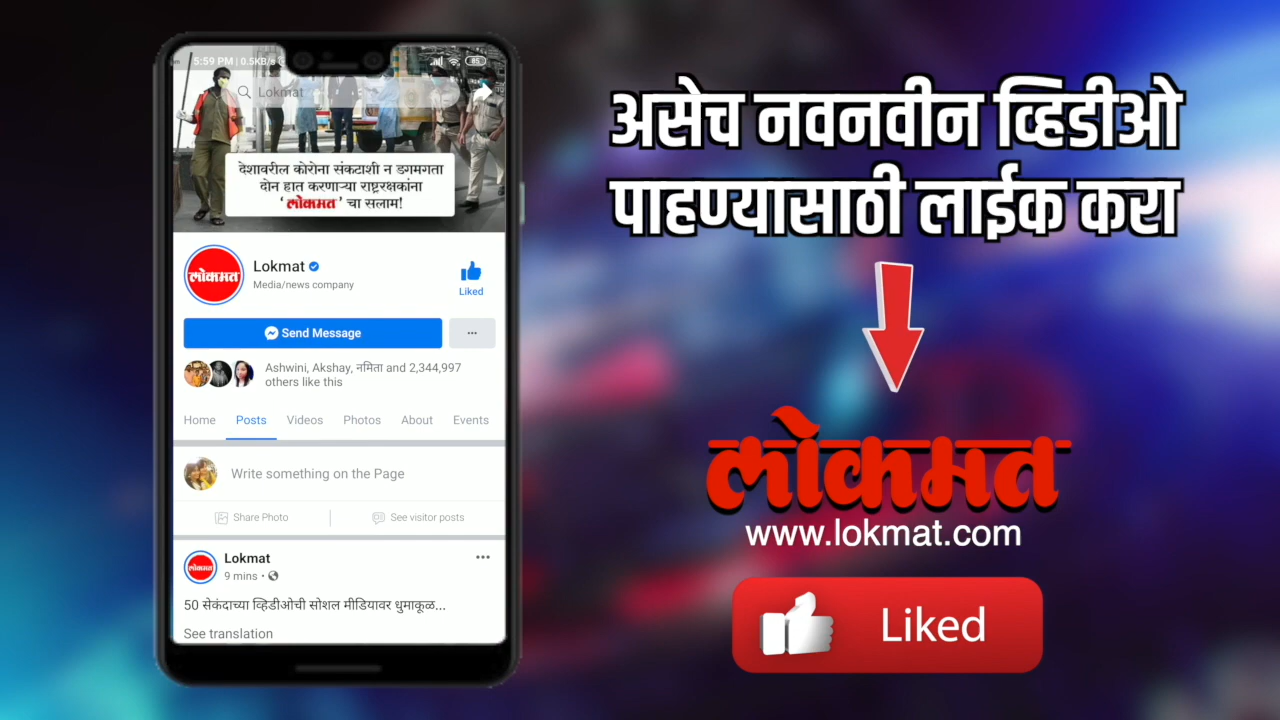 5:59 PM | 0.5KB/s
85
Lokmat
देशावरील कोरोना संकटाशी न डगमगता
दोन हात करणाऱ्या राष्ट्ररक्षकांना
‘लोकमत’ चा सलाम!
लोकमत
Lokmat
Media/news company
Liked
Send Message
Ashwini, Akshay, नमिता and 2,344,997
others like this
Home Posts Videos Photos About Events
Write something on the Page
Share Photo See visitor posts
लोकमत
Lokmat
9 mins
50 सेकंदाच्या व्हिडीओची सोशल मीडियावर धुमाकूळ...
See translation
असेच नवनवीन व्हिडीओ
पाहण्यासाठी लाईक करा
लोकमत
www.lokmat.com
Liked